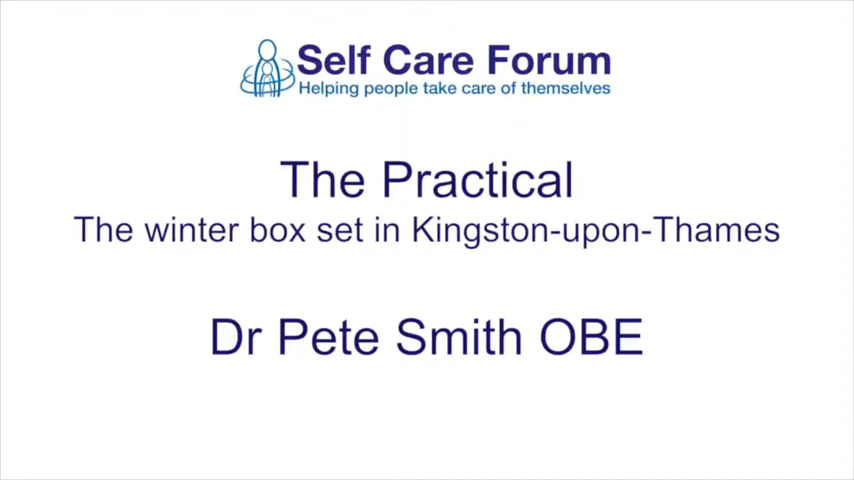 Self Care Forum
Helping people take care of themselves
The Practical
The winter box set in Kingston-upon-Thames
Dr Pete Smith OBE